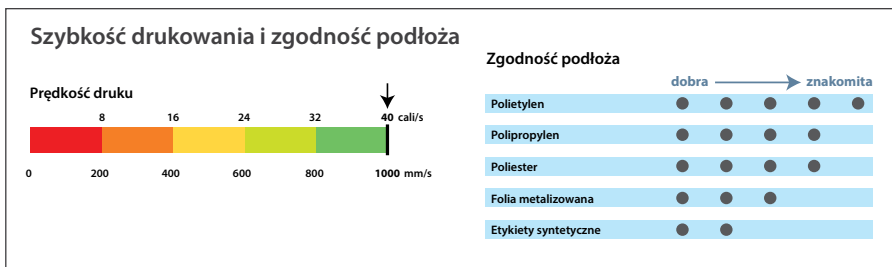 Szybkość drukowania i zgodność podłoża
Prędkość druku
8 16 24 32 40 cali/s
0 200 400 600 800 1000 mm/s
Zgodność podłoża
dobra znakomita
Polietylen
Polipropylen
Poliester
Folia metalizowana
Etykiety syntetyczne